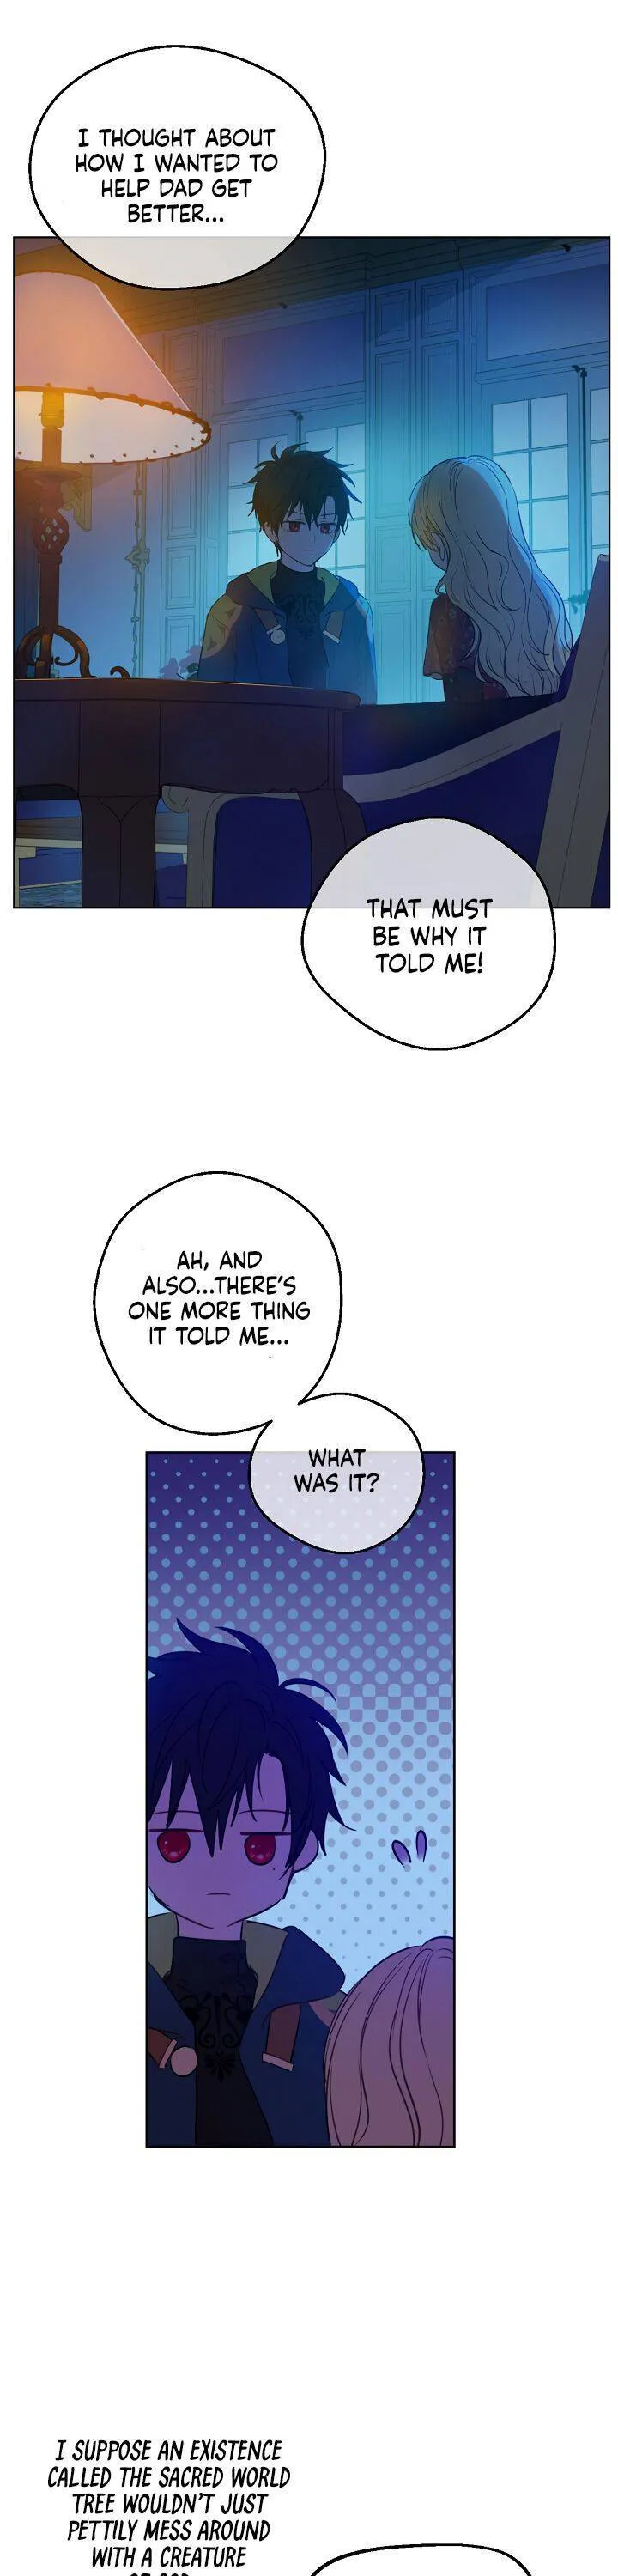 I THOUGHT ABOUT
HOW I WANTED TO
HELP DAD GET
BETTER...
THAT MUST
BE WHY IT
TOLD ME!
AH, AND
ALSO...THERE'S
ONE MORE THING
IT TOLD ME...
WHAT
WAS IT?
I SUPPOSE AN EXISTENCE
CALLED THE SACRED WORLD
TREE WOULDN'T JUST
PETTILY MESS AROUND
WITH A CREATURE